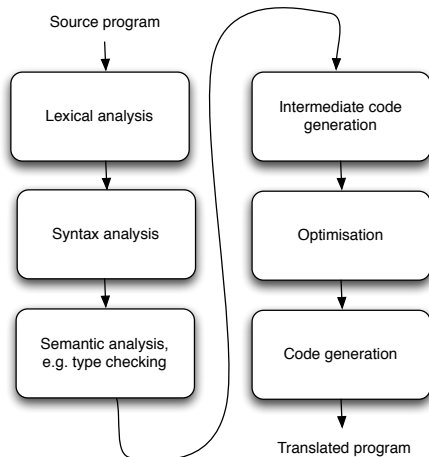 Source program
Lexical analysis
Syntax analysis
Semantic analysis,
e.g. type checking
Intermediate code
generation
Optimisation
Code generation
Translated program